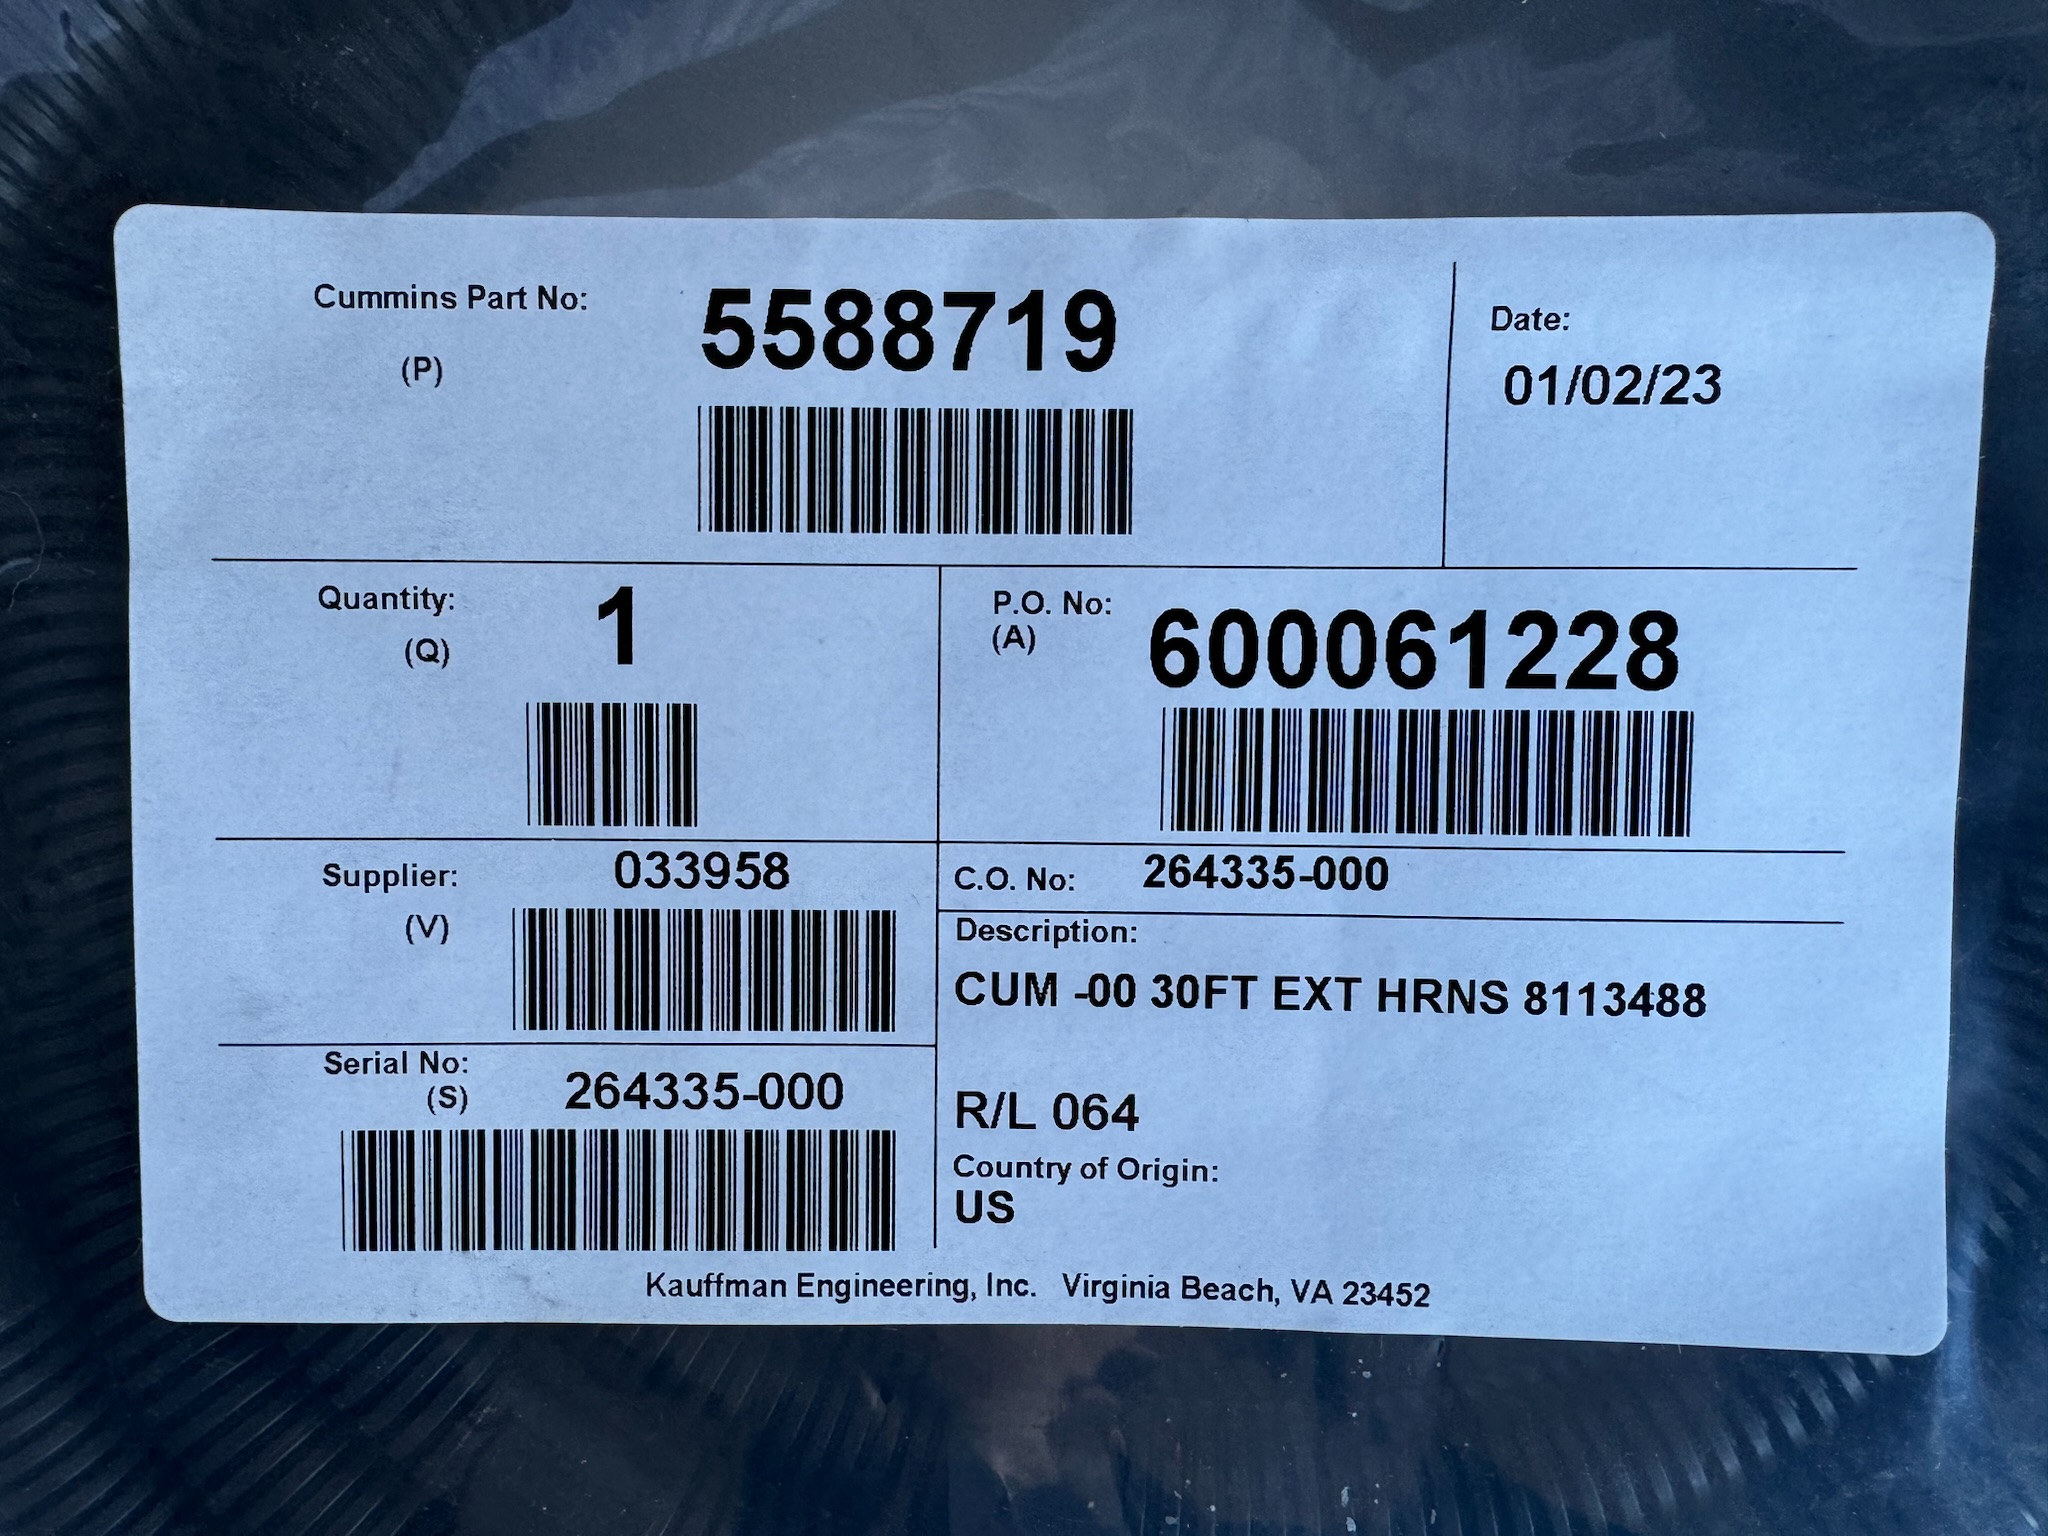 Cummins Part No: 5588719
(P)
Date:
01/02/23
Quantity: 1
(Q)
P.O. No: 600061228
(A)
Supplier: 033958
(V)
C.O. No: 264335-000
Description:
CUM -00 30FT EXT HRNS 8113488
Serial No: 264335-000
(S)
R/L 064
Country of Origin:
US
Kauffman Engineering, Inc. Virginia Beach, VA 23452